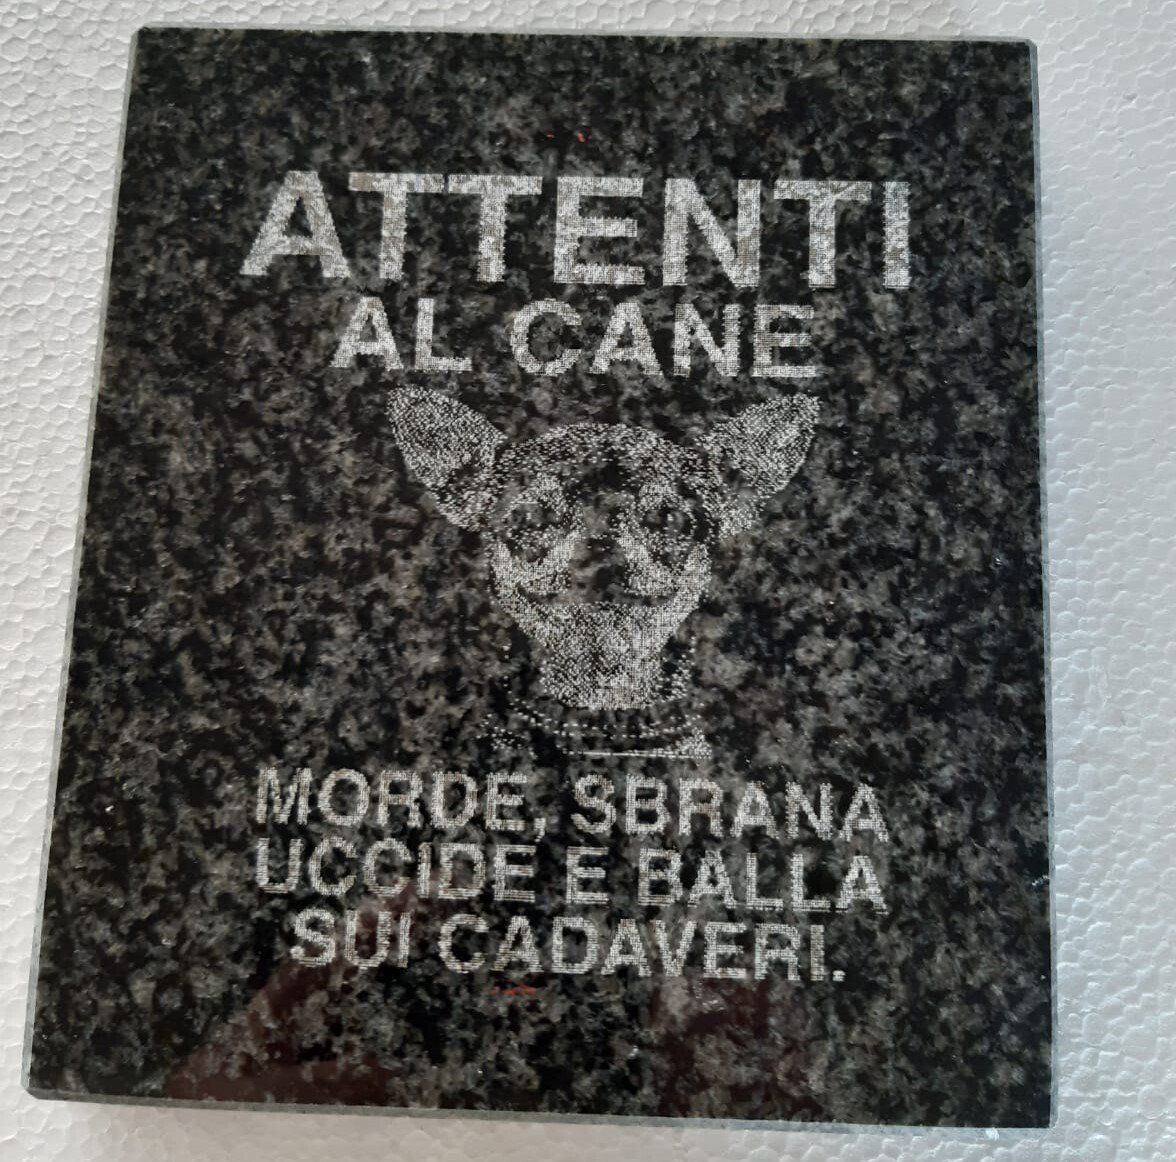 ATTENTI
AL CANE
MORDE, SBRANA
UCCIDE E BALLA
SUI CADAVERI.